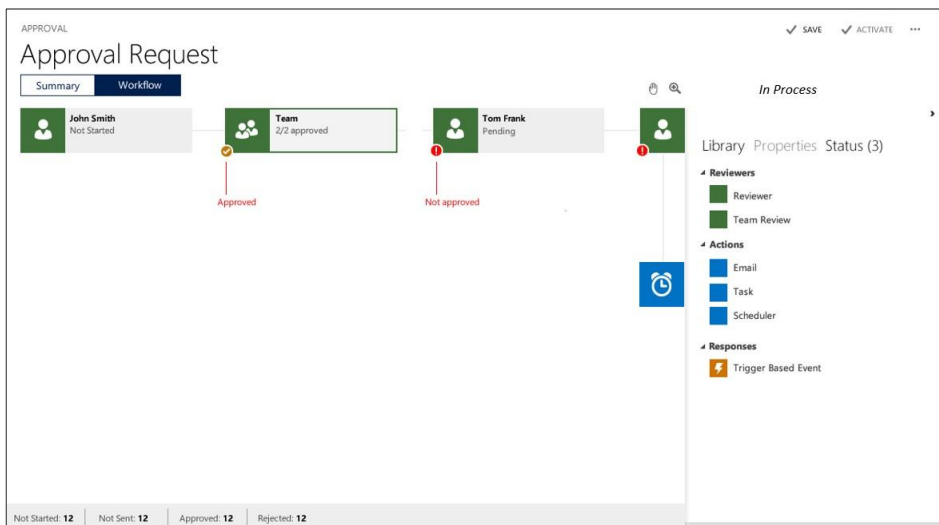 APPROVAL
SAVE
ACTIVATE
Approval Request
Summary
Workflow
In Process
John Smith
Not Started
Team
2/2 approved
Tom Frank
Pending
Approved
Not approved
Library Properties Status (3)
Reviewers
Reviewer
Team Review
Actions
Email
Task
Scheduler
Responses
Trigger Based Event
Not Started: 12
Not Sent: 12
Approved: 12
Rejected: 12